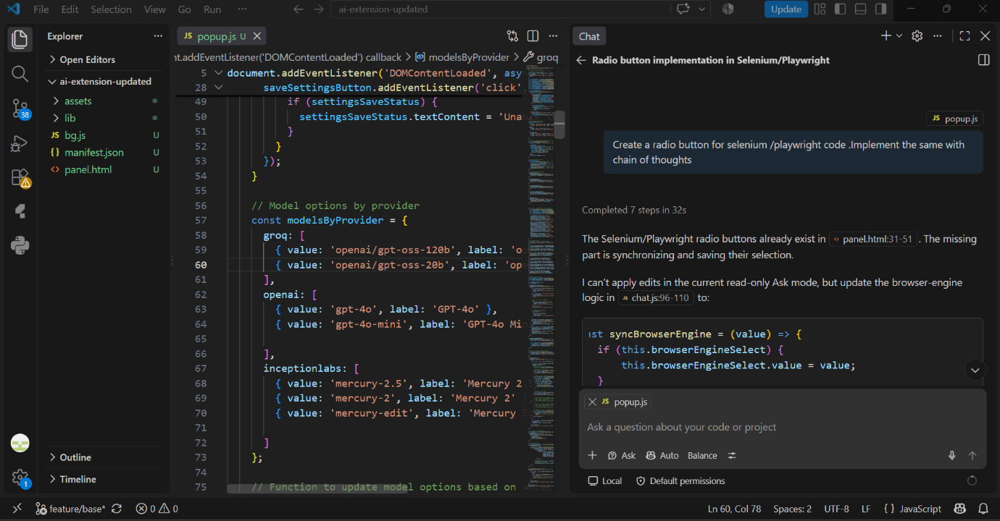 File Edit Selection View Go Run ··· ai-extension-updated Update
Explorer ···
Open Editors
ai-extension-updated
assets
lib
JS bg.js U
{} manifest.json U
<> panel.html U
Outline
Timeline
38
1
JS popup.js U
nt.addEventListener('DOMContentLoaded') callback > modelsByProvider > groq
5 document.addEventListener('DOMContentLoaded', asy
28 saveSettingsButton.addEventListener('click'
49 if (settingsSaveStatus) {
50 settingsSaveStatus.textContent = 'Una
51 }
52 }
53 });
54 }
55
56 // Model options by provider
57 const modelsByProvider = {
58 groq: [
59 { value: 'openai/gpt-oss-120b', label: 'o
60 { value: 'openai/gpt-oss-20b', label: 'op
61 ],
62 openai: [
63 { value: 'gpt-4o', label: 'GPT-4o' },
64 { value: 'gpt-4o-mini', label: 'GPT-4o Mi
65
66 ],
67 inceptionlabs: [
68 { value: 'mercury-2.5', label: 'Mercury 2
69 { value: 'mercury-2', label: 'Mercury 2' },
70 { value: 'mercury-edit', label: 'Mercury
71
72 ]
73 };
74
75 // Function to update model options based on
Chat
Radio button implementation in Selenium/Playwright
JS popup.js
Create a radio button for selenium /playwright code .Implement the same with
chain of thoughts
Completed 7 steps in 32s
The Selenium/Playwright radio buttons already exist in <> panel.html:31-51 . The missing
part is synchronizing and saving their selection.
I can't apply edits in the current read-only Ask mode, but update the browser-engine
logic in JS chat.js:96-110 to:
nst syncBrowserEngine = (value) => {
if (this.browserEngineSelect) {
this.browserEngineSelect.value = value;
}
JS popup.js
Ask a question about your code or project
Ask Auto Balance
Local Default permissions
feature/base* 0 0 Ln 60, Col 78 Spaces: 2 UTF-8 LF {} JavaScript